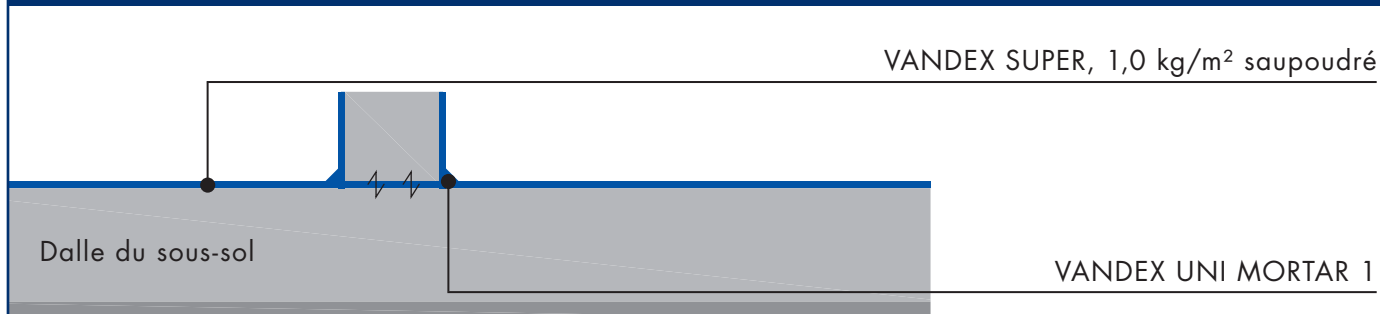 VANDEX SUPER, 1,0 kg/m² saupoudré
Dalle du sous-sol
VANDEX UNI MORTAR 1